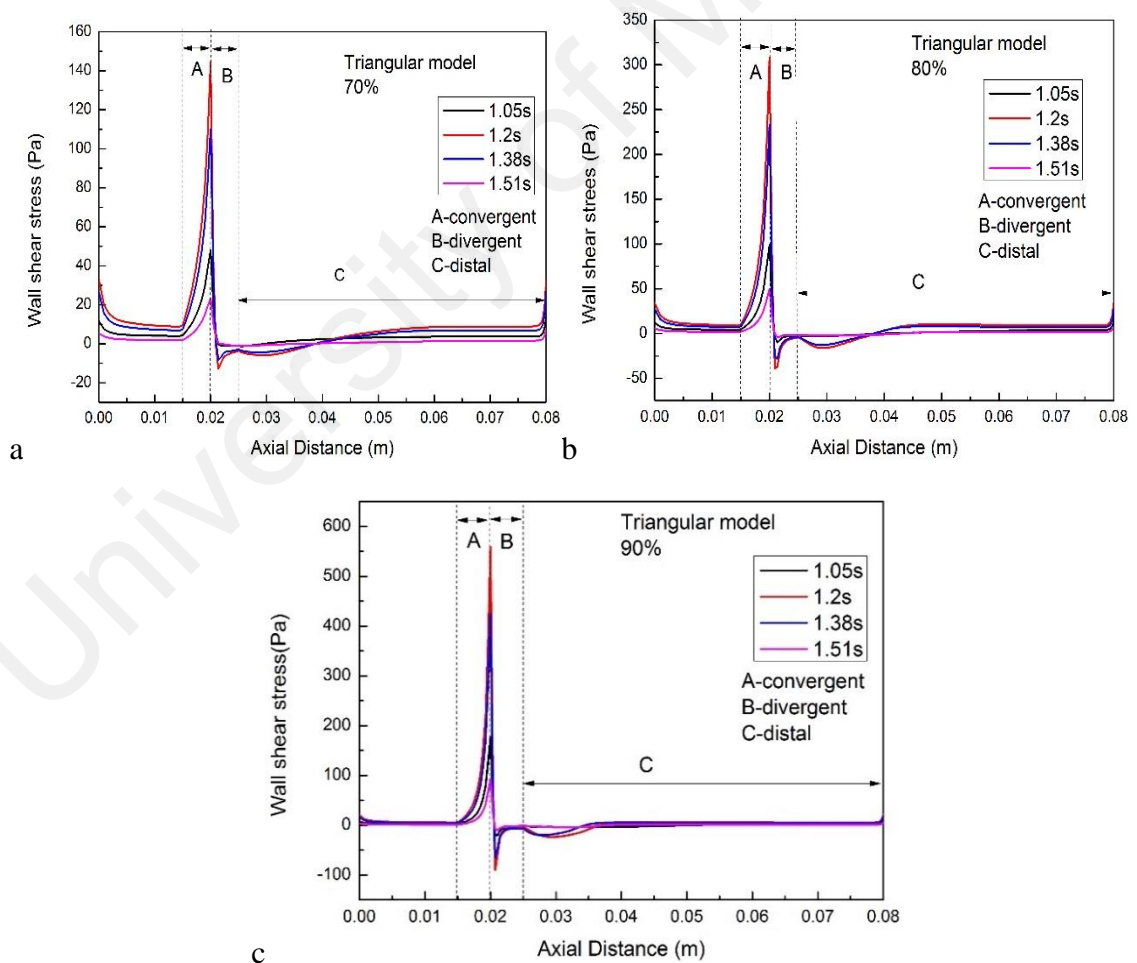 160
140
120
100
80
60
40
20
0
-20
Wall shear stress (Pa)
A
B
Triangular model
70%
1.05s
1.2s
1.38s
1.51s
A-convergent
B-divergent
C-distal
C
0.00 0.01 0.02 0.03 0.04 0.05 0.06 0.07 0.08
Axial Distance (m)
a
350
300
250
200
150
100
50
0
-50
Wall shear strees (Pa)
A
B
Triangular model
80%
1.05s
1.2s
1.38s
1.51s
A-convergent
B-divergent
C-distal
C
0.00 0.01 0.02 0.03 0.04 0.05 0.06 0.07 0.08
Axial Distance (m)
b
600
500
400
300
200
100
0
-100
Wall shear stress(Pa)
A
B
Triangular model
90%
1.05s
1.2s
1.38s
1.51s
A-convergent
B-divergent
C-distal
C
0.00 0.01 0.02 0.03 0.04 0.05 0.06 0.07 0.08
Axial Distance (m)
c
University of M